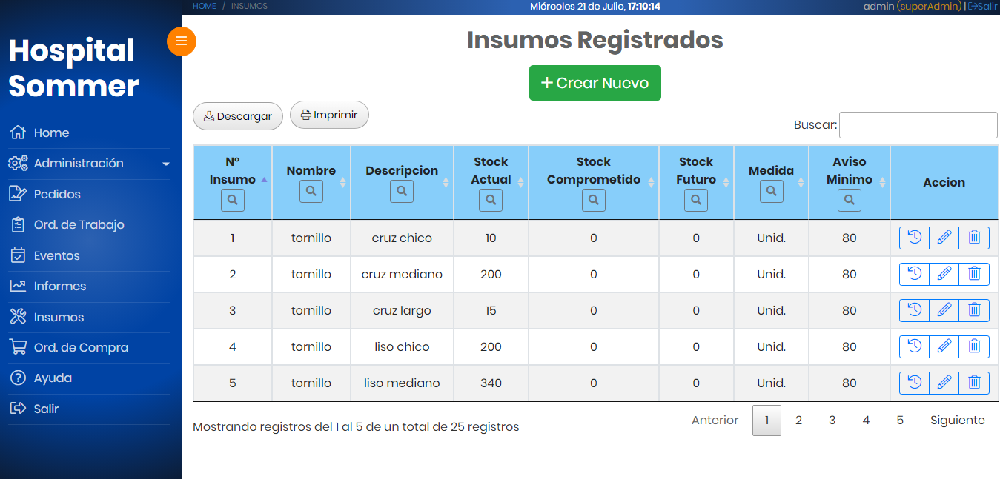 HOME / INSUMOS
Miércoles 21 de Julio, 17:10:14
admin (superAdmin) | Salir
Hospital
Sommer
Home
Administración
Pedidos
Ord. de Trabajo
Eventos
Informes
Insumos
Ord. de Compra
Ayuda
Salir
Insumos Registrados
+ Crear Nuevo
Descargar
Imprimir
Buscar:
Nº Insumo Nombre Descripcion Stock Actual Stock Comprometido Stock Futuro Medida Aviso Minimo Accion
1 tornillo cruz chico 10 0 0 Unid. 80
2 tornillo cruz mediano 200 0 0 Unid. 80
3 tornillo cruz largo 15 0 0 Unid. 80
4 tornillo liso chico 200 0 0 Unid. 80
5 tornillo liso mediano 340 0 0 Unid. 80
Mostrando registros del 1 al 5 de un total de 25 registros
Anterior 1 2 3 4 5 Siguiente